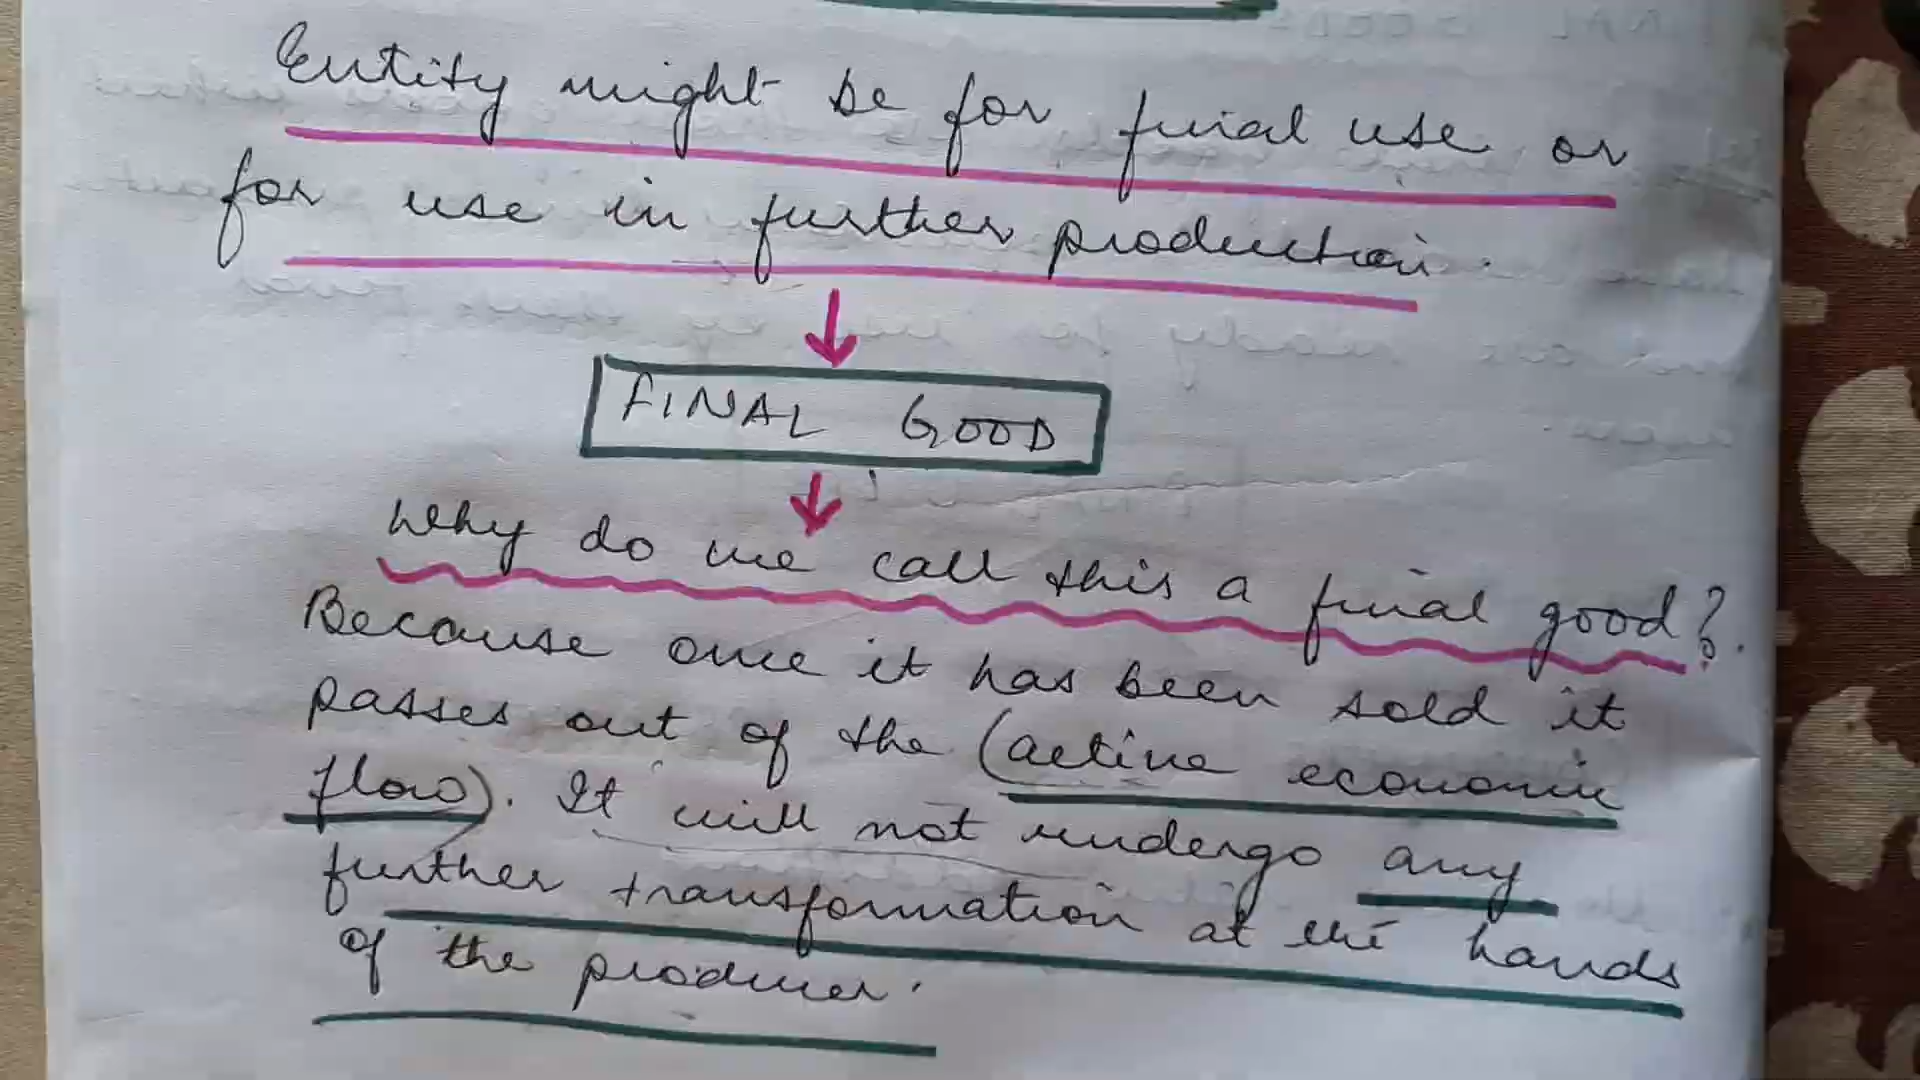 Entity might be for final use or
for use in further production.
FINAL GOOD
Why do we call this a final good?
Because once it has been sold it
passes out of the (active economic
flow). It will not undergo any
further transformation at the hands
of the producer.